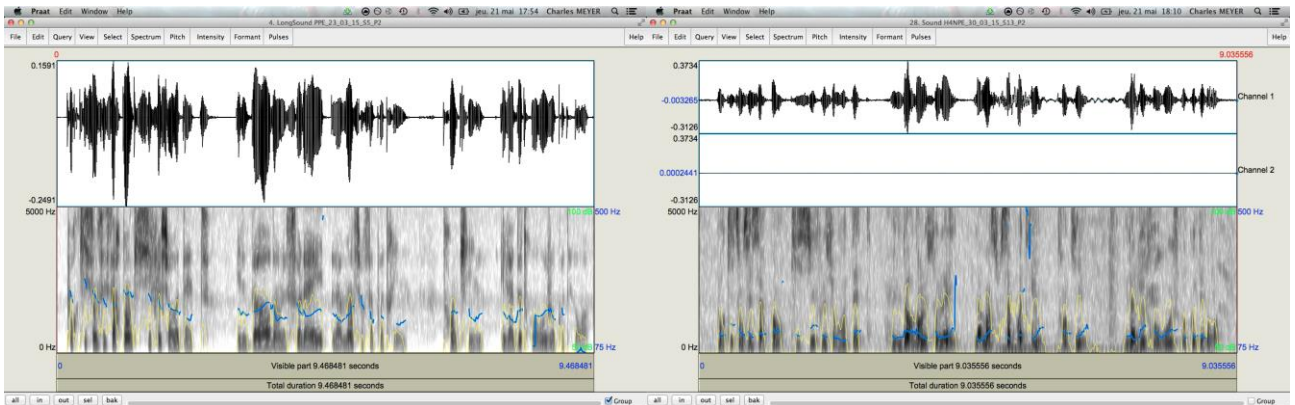 Praat Edit Window Help jeu. 21 mai 17:54 Charles MEYER
4. LongSound PPE_23_03_15_S5_P2
File Edit Query View Select Spectrum Pitch Intensity Formant Pulses Help
0
0.1591
-0.2491
5000 Hz 500 Hz
0 Hz 75 Hz
0 Visible part 9.468481 seconds 9.468481
Total duration 9.468481 seconds
all in out sel bak Group
Praat Edit Window Help jeu. 21 mai 18:10 Charles MEYER
28. Sound H4NPE_30_03_15_S13_P2
File Edit Query View Select Spectrum Pitch Intensity Formant Pulses Help
9.035556
0.3734
-0.003265 Channel 1
-0.3126
0.3734
0.0002441 Channel 2
-0.3126
5000 Hz 500 Hz
0 Hz 75 Hz
0 Visible part 9.035556 seconds 9.035556
Total duration 9.035556 seconds
all in out sel bak Group